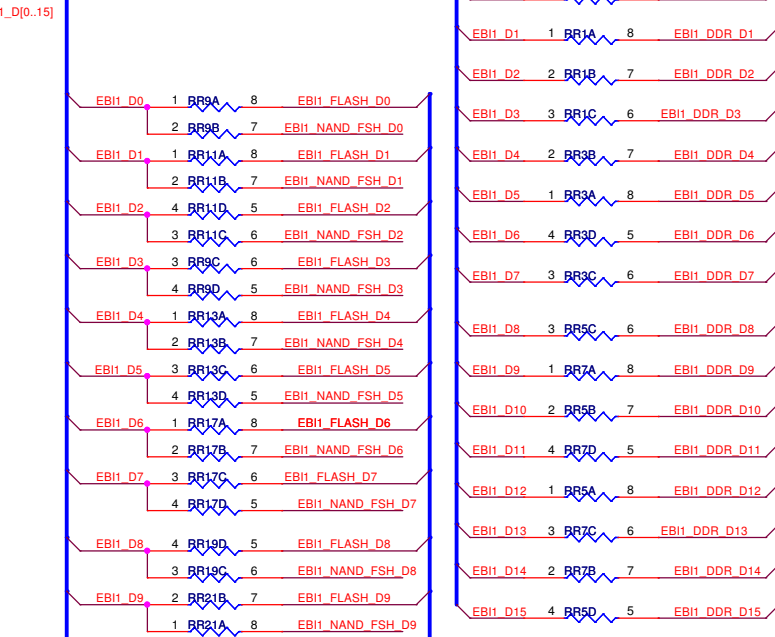 1_D[0..15]
EBI1_D0 1 RR9A 8 EBI1_FLASH_D0
2 RR9B 7 EBI1_NAND_FSH_D0
EBI1_D1 1 RR11A 8 EBI1_FLASH_D1
2 RR11B 7 EBI1_NAND_FSH_D1
EBI1_D2 4 RR11D 5 EBI1_FLASH_D2
3 RR11C 6 EBI1_NAND_FSH_D2
EBI1_D3 3 RR9C 6 EBI1_FLASH_D3
4 RR9D 5 EBI1_NAND_FSH_D3
EBI1_D4 1 RR13A 8 EBI1_FLASH_D4
2 RR13B 7 EBI1_NAND_FSH_D4
EBI1_D5 3 RR13C 6 EBI1_FLASH_D5
4 RR13D 5 EBI1_NAND_FSH_D5
EBI1_D6 1 RR17A 8 EBI1_FLASH_D6
2 RR17B 7 EBI1_NAND_FSH_D6
EBI1_D7 3 RR17C 6 EBI1_FLASH_D7
4 RR17D 5 EBI1_NAND_FSH_D7
EBI1_D8 4 RR19D 5 EBI1_FLASH_D8
3 RR19C 6 EBI1_NAND_FSH_D8
EBI1_D9 2 RR21B 7 EBI1_FLASH_D9
1 RR21A 8 EBI1_NAND_FSH_D9
EBI1_D1 1 RR1A 8 EBI1_DDR_D1
EBI1_D2 2 RR1B 7 EBI1_DDR_D2
EBI1_D3 3 RR1C 6 EBI1_DDR_D3
EBI1_D4 2 RR3B 7 EBI1_DDR_D4
EBI1_D5 1 RR3A 8 EBI1_DDR_D5
EBI1_D6 4 RR3D 5 EBI1_DDR_D6
EBI1_D7 3 RR3C 6 EBI1_DDR_D7
EBI1_D8 3 RR5C 6 EBI1_DDR_D8
EBI1_D9 1 RR7A 8 EBI1_DDR_D9
EBI1_D10 2 RR5B 7 EBI1_DDR_D10
EBI1_D11 4 RR7D 5 EBI1_DDR_D11
EBI1_D12 1 RR5A 8 EBI1_DDR_D12
EBI1_D13 3 RR7C 6 EBI1_DDR_D13
EBI1_D14 2 RR7B 7 EBI1_DDR_D14
EBI1_D15 4 RR5D 5 EBI1_DDR_D15